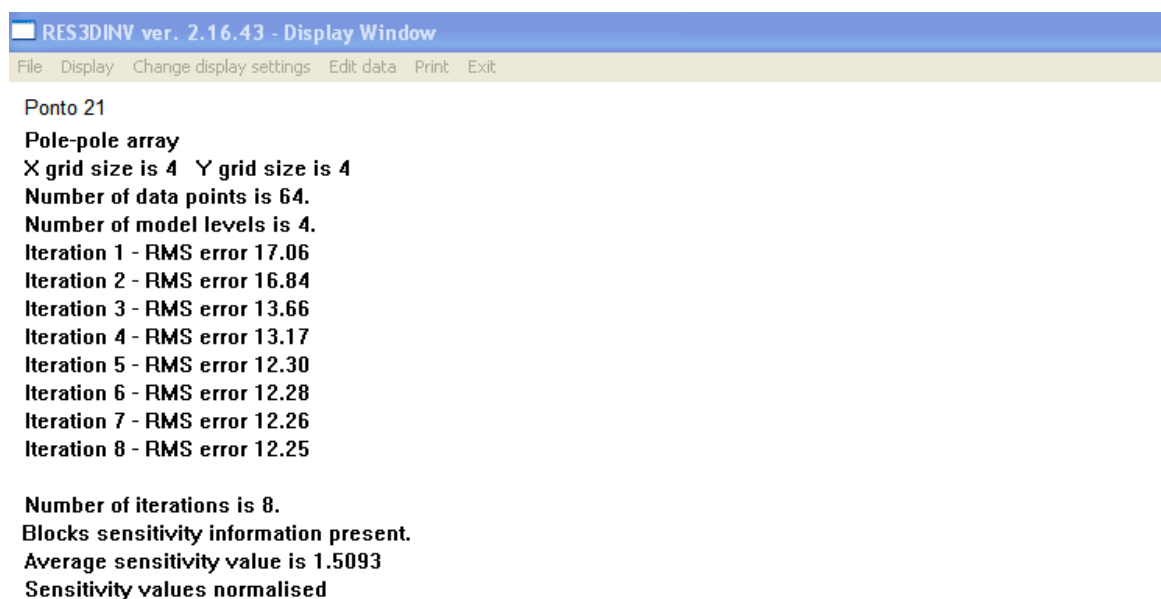 RES3DINV ver. 2.16.43 - Display Window
File Display Change display settings Edit data Print Exit
Ponto 21
Pole-pole array
X grid size is 4 Y grid size is 4
Number of data points is 64.
Number of model levels is 4.
Iteration 1 - RMS error 17.06
Iteration 2 - RMS error 16.84
Iteration 3 - RMS error 13.66
Iteration 4 - RMS error 13.17
Iteration 5 - RMS error 12.30
Iteration 6 - RMS error 12.28
Iteration 7 - RMS error 12.26
Iteration 8 - RMS error 12.25
Number of iterations is 8.
Blocks sensitivity information present.
Average sensitivity value is 1.5093
Sensitivity values normalised